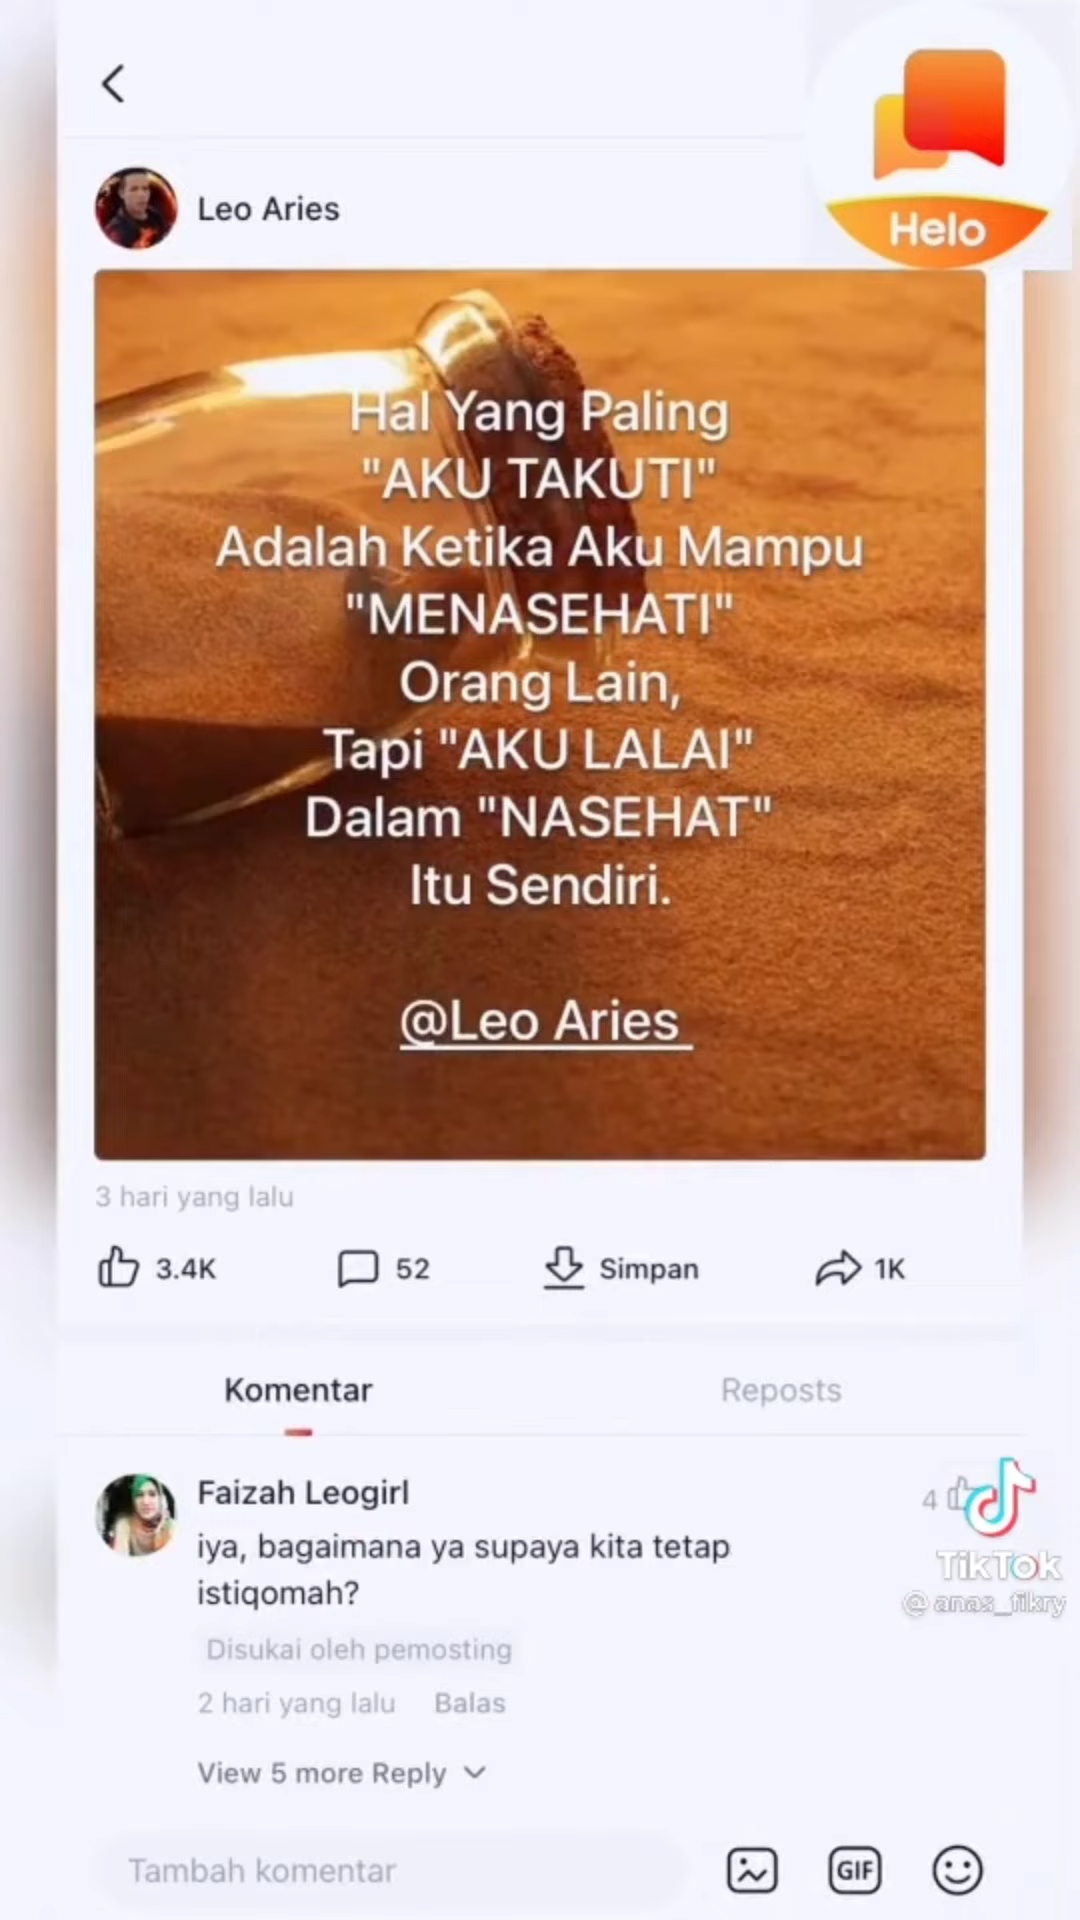 Helo
Leo Aries
Hal Yang Paling
"AKU TAKUTI"
Adalah Ketika Aku Mampu
"MENASEHATI"
Orang Lain,
Tapi "AKU LALAI"
Dalam "NASEHAT"
Itu Sendiri.
@Leo Aries
3 hari yang lalu
3.4K 52 Simpan 1K
Komentar Reposts
Faizah Leogirl 4
iya, bagaimana ya supaya kita tetap
istiqomah?
TikTok
@anas_fikry
Disukai oleh pemosting
2 hari yang lalu Balas
View 5 more Reply
Tambah komentar GIF